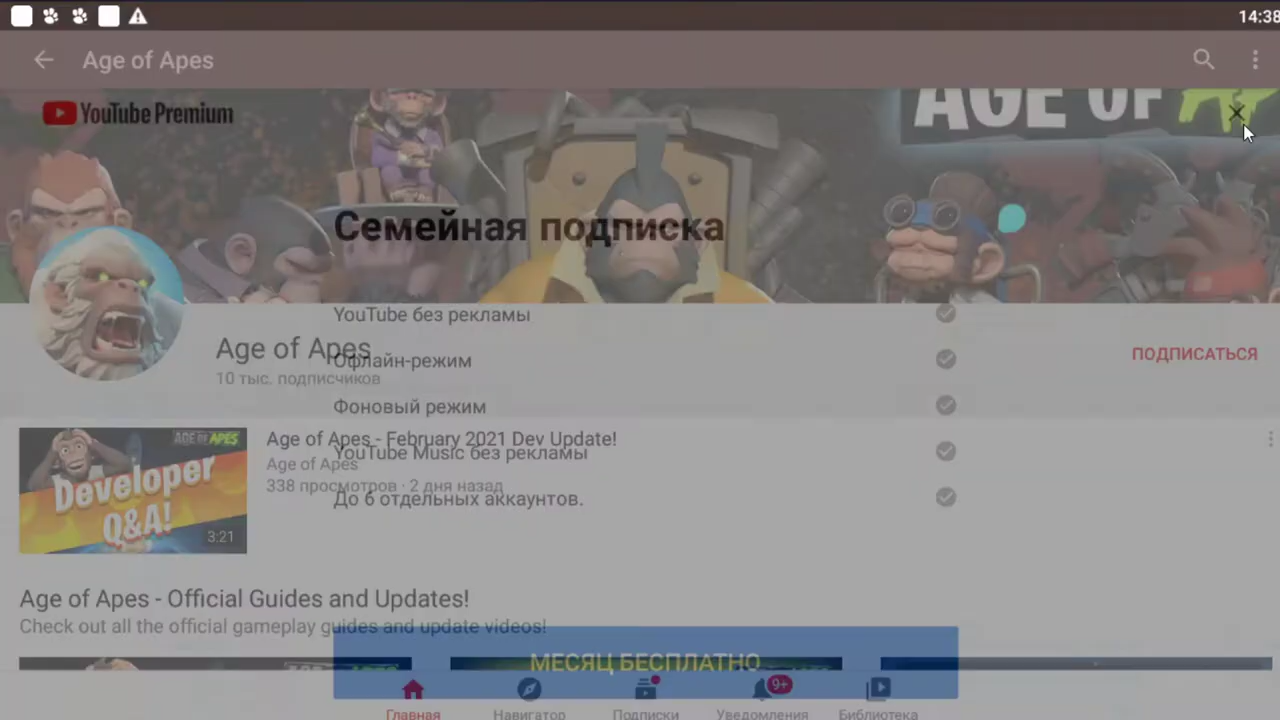 14:38
Age of Apes
YouTube Premium
AGE OF
Семейная подписка
YouTube без рекламы
Age of Apes
Офлайн-режим
ПОДПИСАТЬСЯ
10 тыс. подписчиков
Фоновый режим
AGE OF APES
Developer
Q&A!
3:21
Age of Apes - February 2021 Dev Update!
YouTube Music без рекламы
Age of Apes
338 просмотров · 2 дня назад
До 6 отдельных аккаунтов.
Age of Apes - Official Guides and Updates!
Check out all the official gameplay guides and update videos!
МЕСЯЦ БЕСПЛАТНО
9+
Главная
Навигатор
Подписки
Уведомления
Библиотека